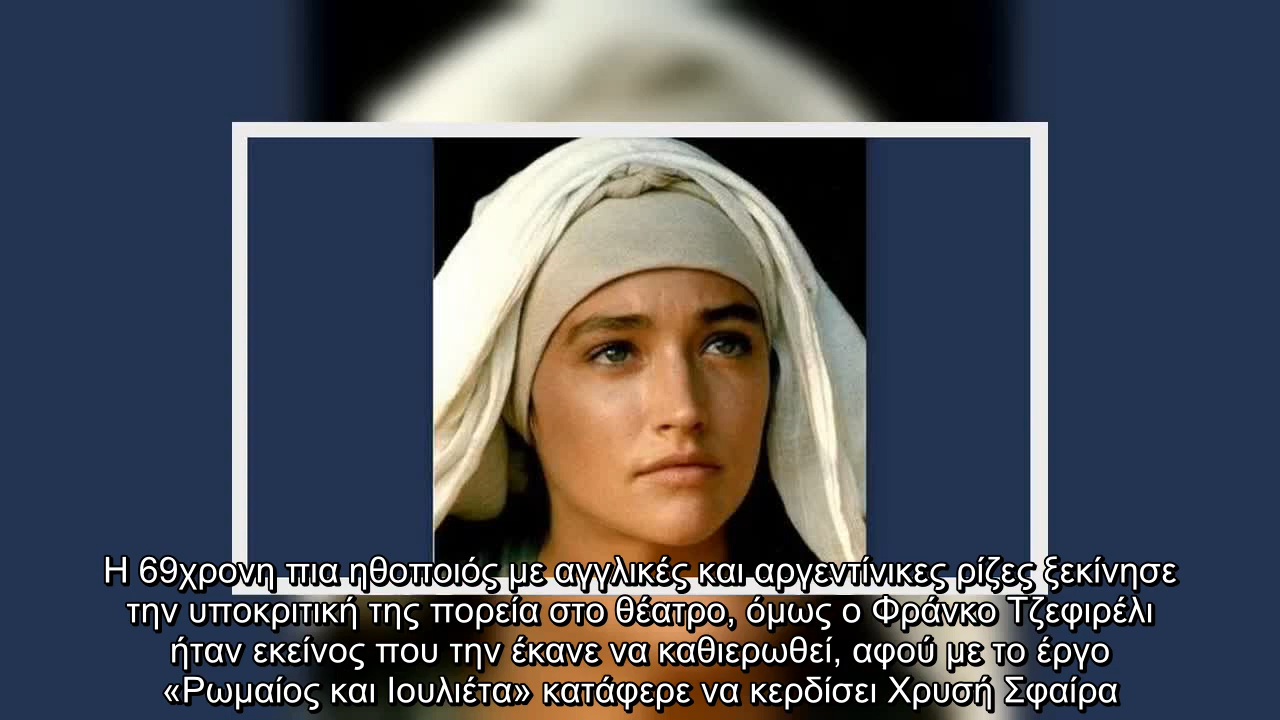 Η 69χρονη πια ηθοποιός με αγγλικές και αργεντίνικες ρίζες ξεκίνησε
την υποκριτική της πορεία στο θέατρο, όμως ο Φράνκο Τζεφιρέλι
ήταν εκείνος που την έκανε να καθιερωθεί, αφού με το έργο
«Ρωμαίος και Ιουλιέτα» κατάφερε να κερδίσει Χρυσή Σφαίρα